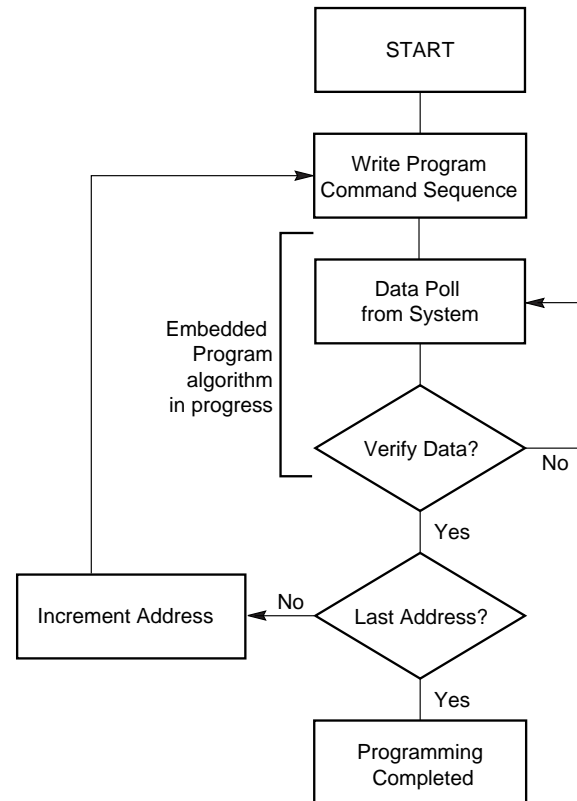 START
Write Program
Command Sequence
Data Poll
from System
Embedded
Program
algorithm
in progress
Verify Data?
No
Yes
Increment Address
No
Last Address?
Yes
Programming
Completed